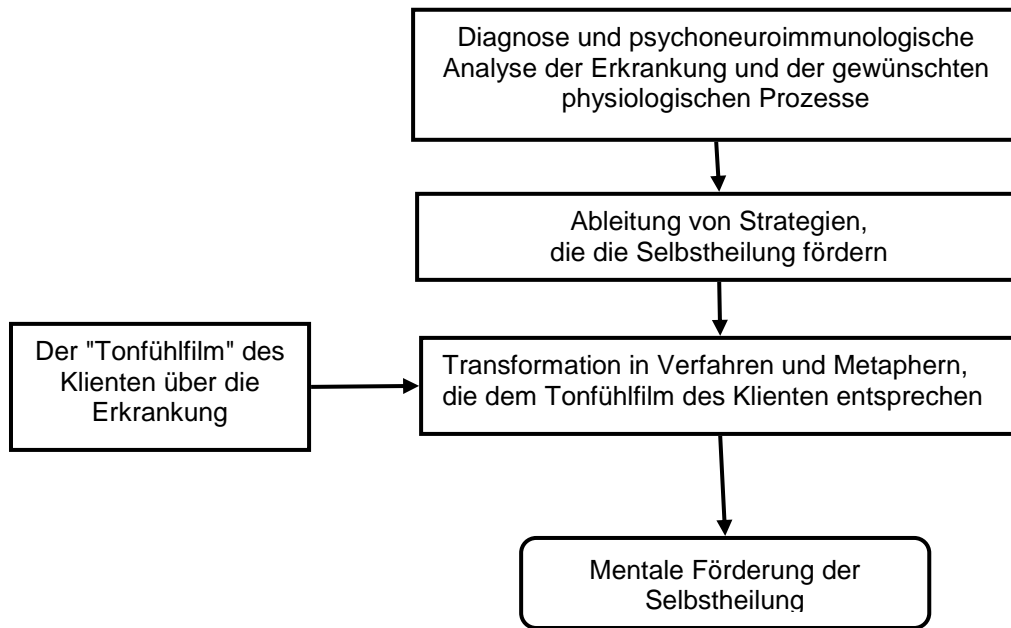 Diagnose und psychoneuroimmunologische
Analyse der Erkrankung und der gewünschten
physiologischen Prozesse
Ableitung von Strategien,
die die Selbstheilung fördern
Der "Tonfühlfilm" des
Klienten über die
Erkrankung
Transformation in Verfahren und Metaphern,
die dem Tonfühlfilm des Klienten entsprechen
Mentale Förderung der
Selbstheilung